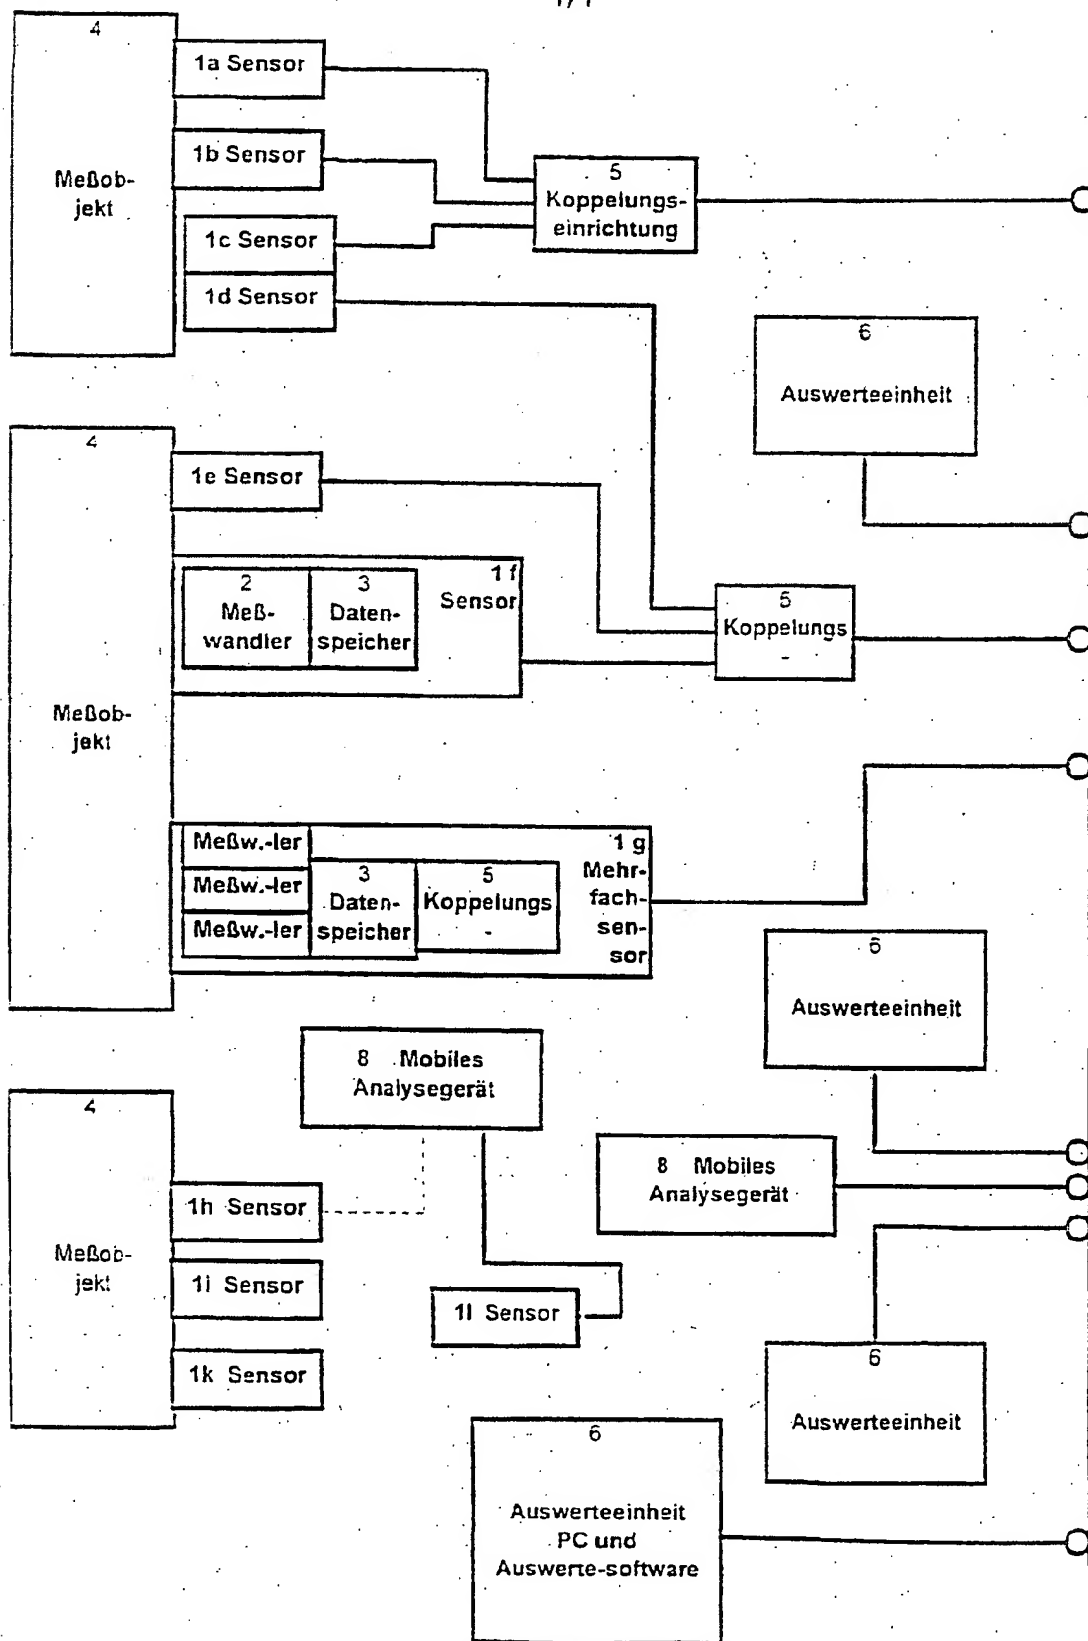 1/1
4
Meßob-
jekt
1a Sensor
1b Sensor
1c Sensor
1d Sensor
5
Koppelungs-
einrichtung
6
Auswerteeinheit
4
Meßob-
jekt
1e Sensor
2
Meß-
wandler
3
Daten-
speicher
1 f
Sensor
5
Koppelungs
-
Meßw.-ler
Meßw.-ler
Meßw.-ler
3
Daten-
speicher
5
Koppelungs
-
1 g
Mehr-
fach-
sen-
sor
6
Auswerteeinheit
8 Mobiles
Analysegerät
4
Meßob-
jekt
1h Sensor
1i Sensor
1k Sensor
8 Mobiles
Analysegerät
1l Sensor
6
Auswerteeinheit
6
Auswerteeinheit
PC und
Auswerte-software